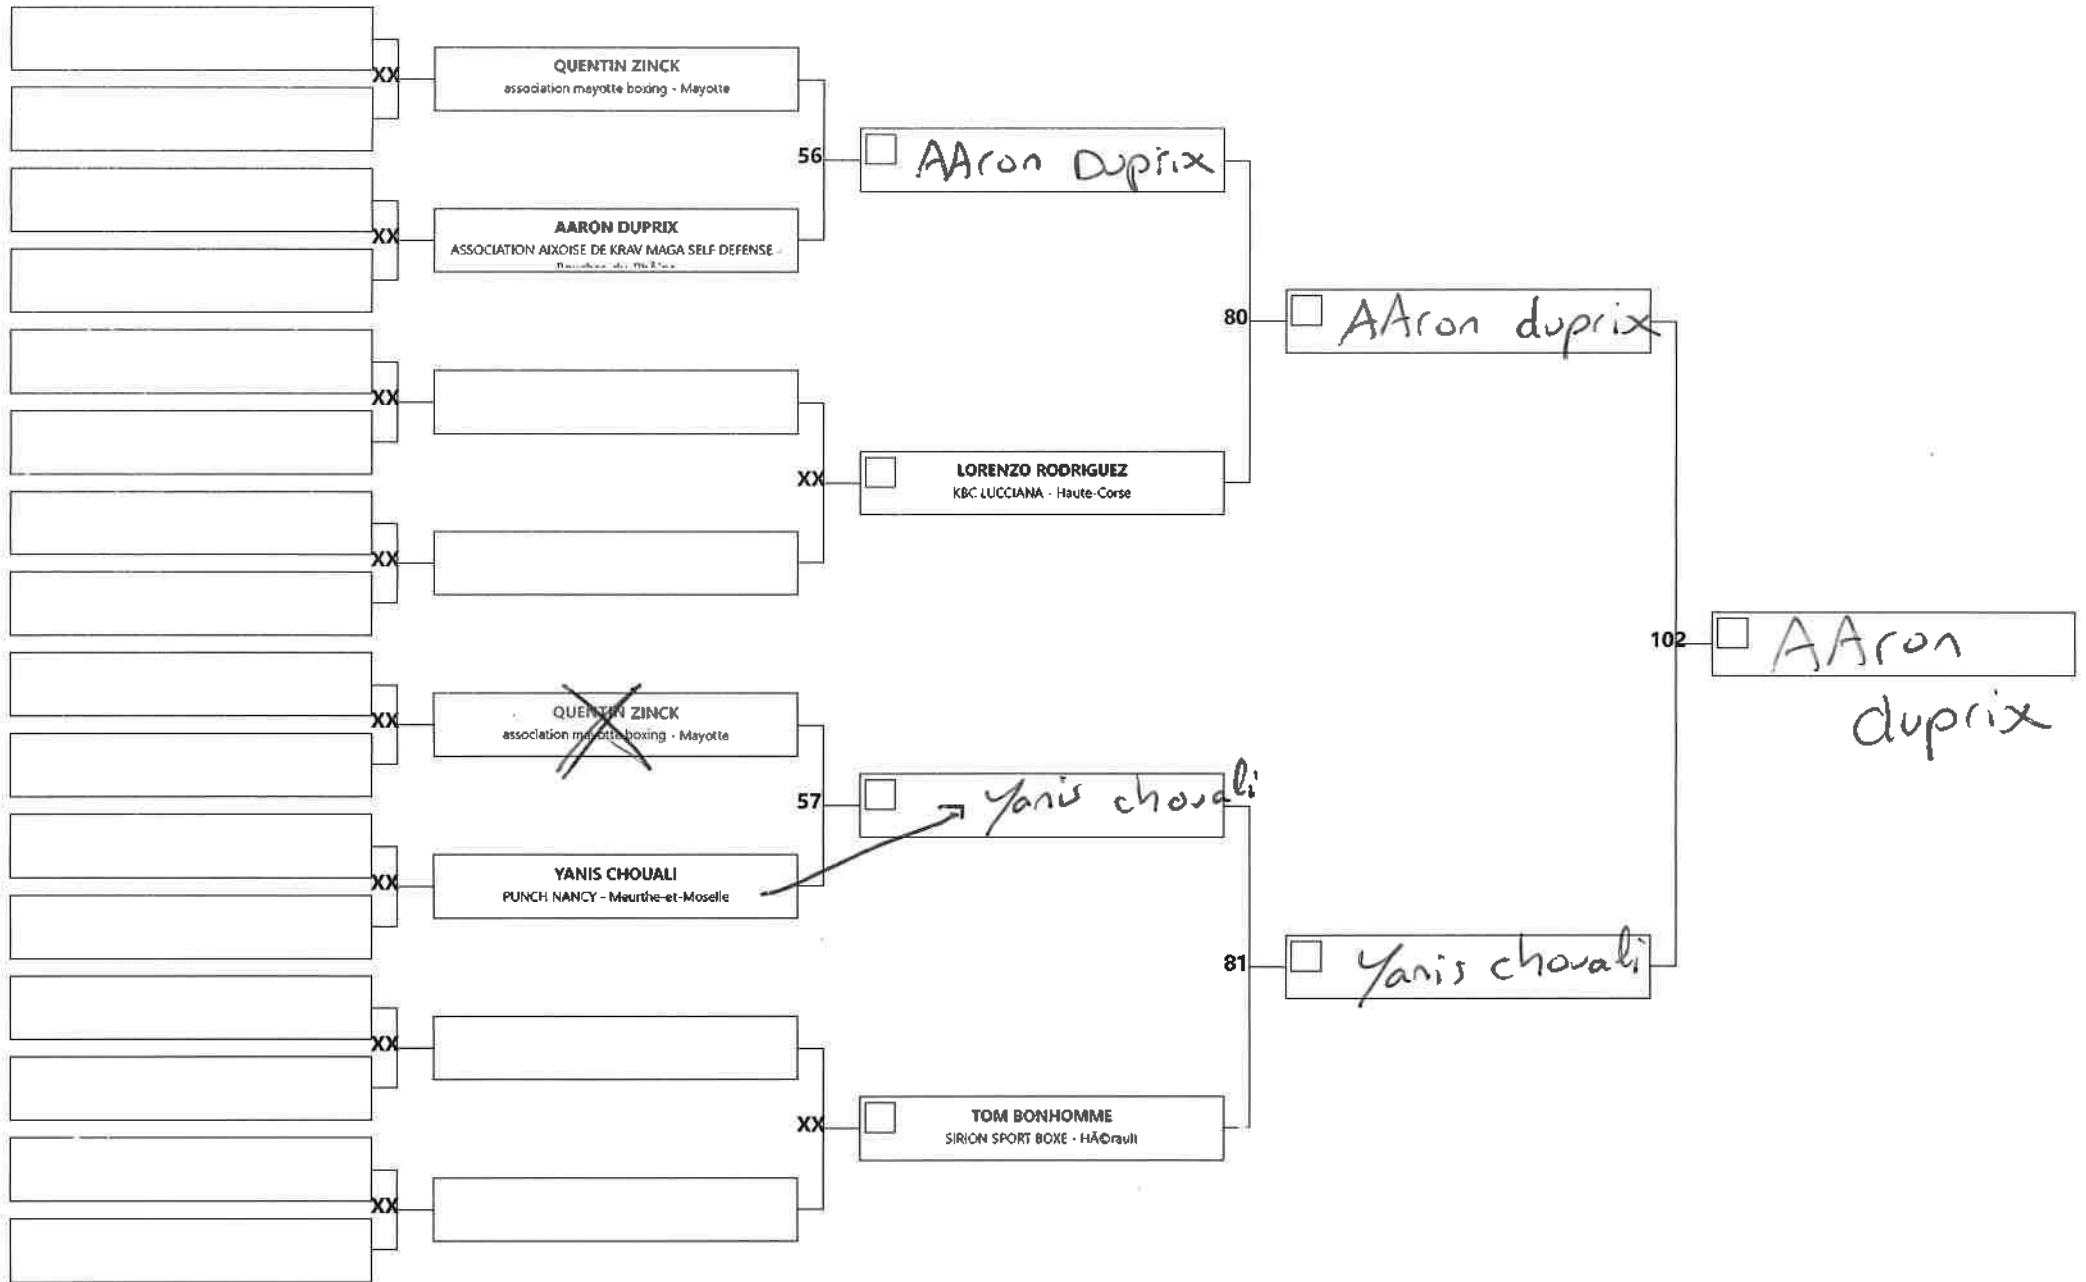 XX
QUENTIN ZINCK
association mayotte boxing - Mayotte
56
AAron Duprix
XX
AARON DUPRIX
ASSOCIATION AIXOISE DE KRAV MAGA SELF DEFENSE -
80
AAron duprix
XX
XX
LORENZO RODRIGUEZ
KBC LUCCIANA - Haute-Corse
XX
102
AAron
duprix
XX
QUENTIN ZINCK
association mayotte boxing - Mayotte
57
Yanis chouali
XX
YANIS CHOUALI
PUNCH NANCY - Meurthe-et-Moselle
81
Yanis chouali
XX
XX
TOM BONHOMME
SIRION SPORT BOXE - HÃ©rault
XX